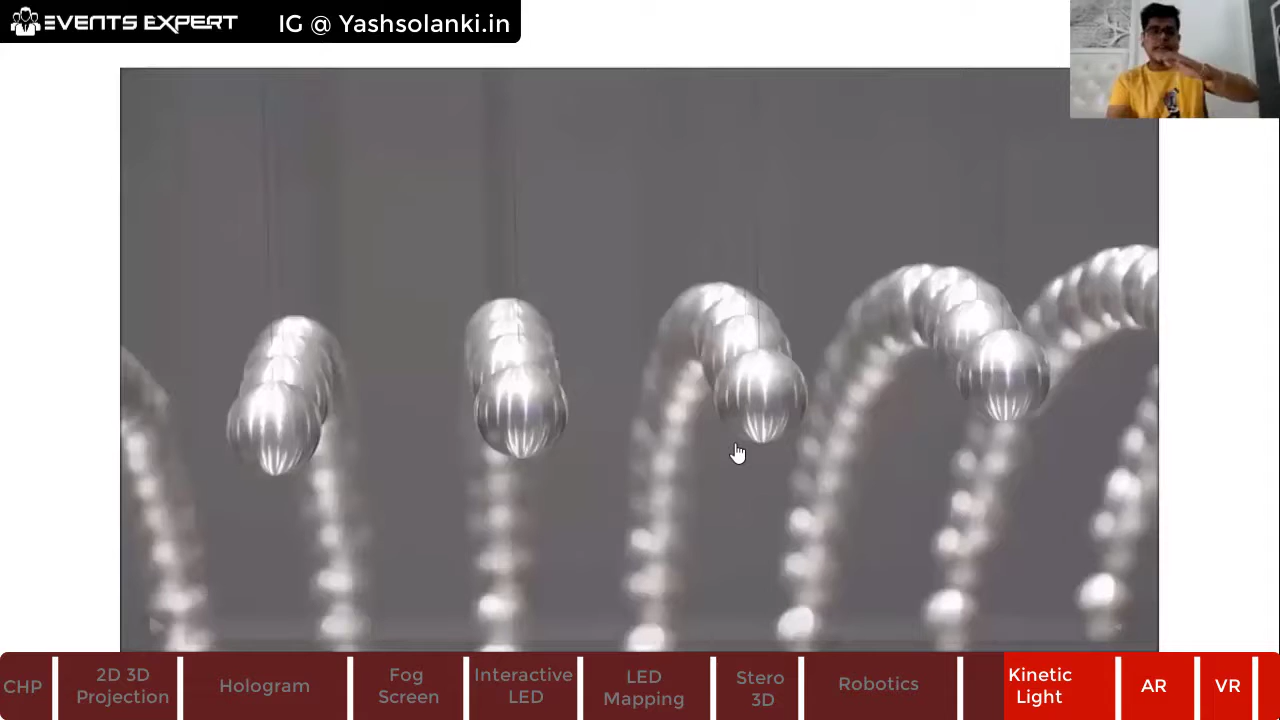 EVENTS EXPERT IG @ Yashsolanki.in
CHP
2D 3D
Projection
Hologram
Fog
Screen
Interactive
LED
LED
Mapping
Stero
3D
Robotics
Kinetic
Light
AR
VR